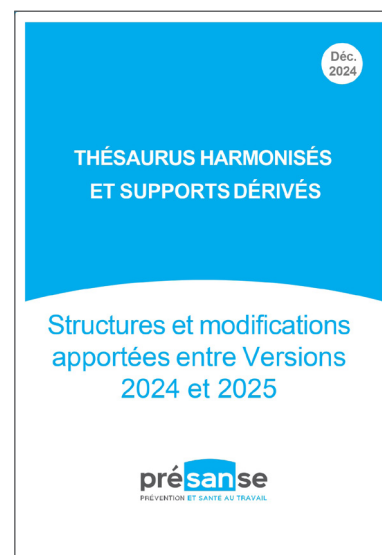 Déc.
2024
THÉSAURUS HARMONISÉS
ET SUPPORTS DÉRIVÉS
Structures et modifications
apportées entre Versions
2024 et 2025
présanse
PRÉVENTION ET SANTÉ AU TRAVAIL